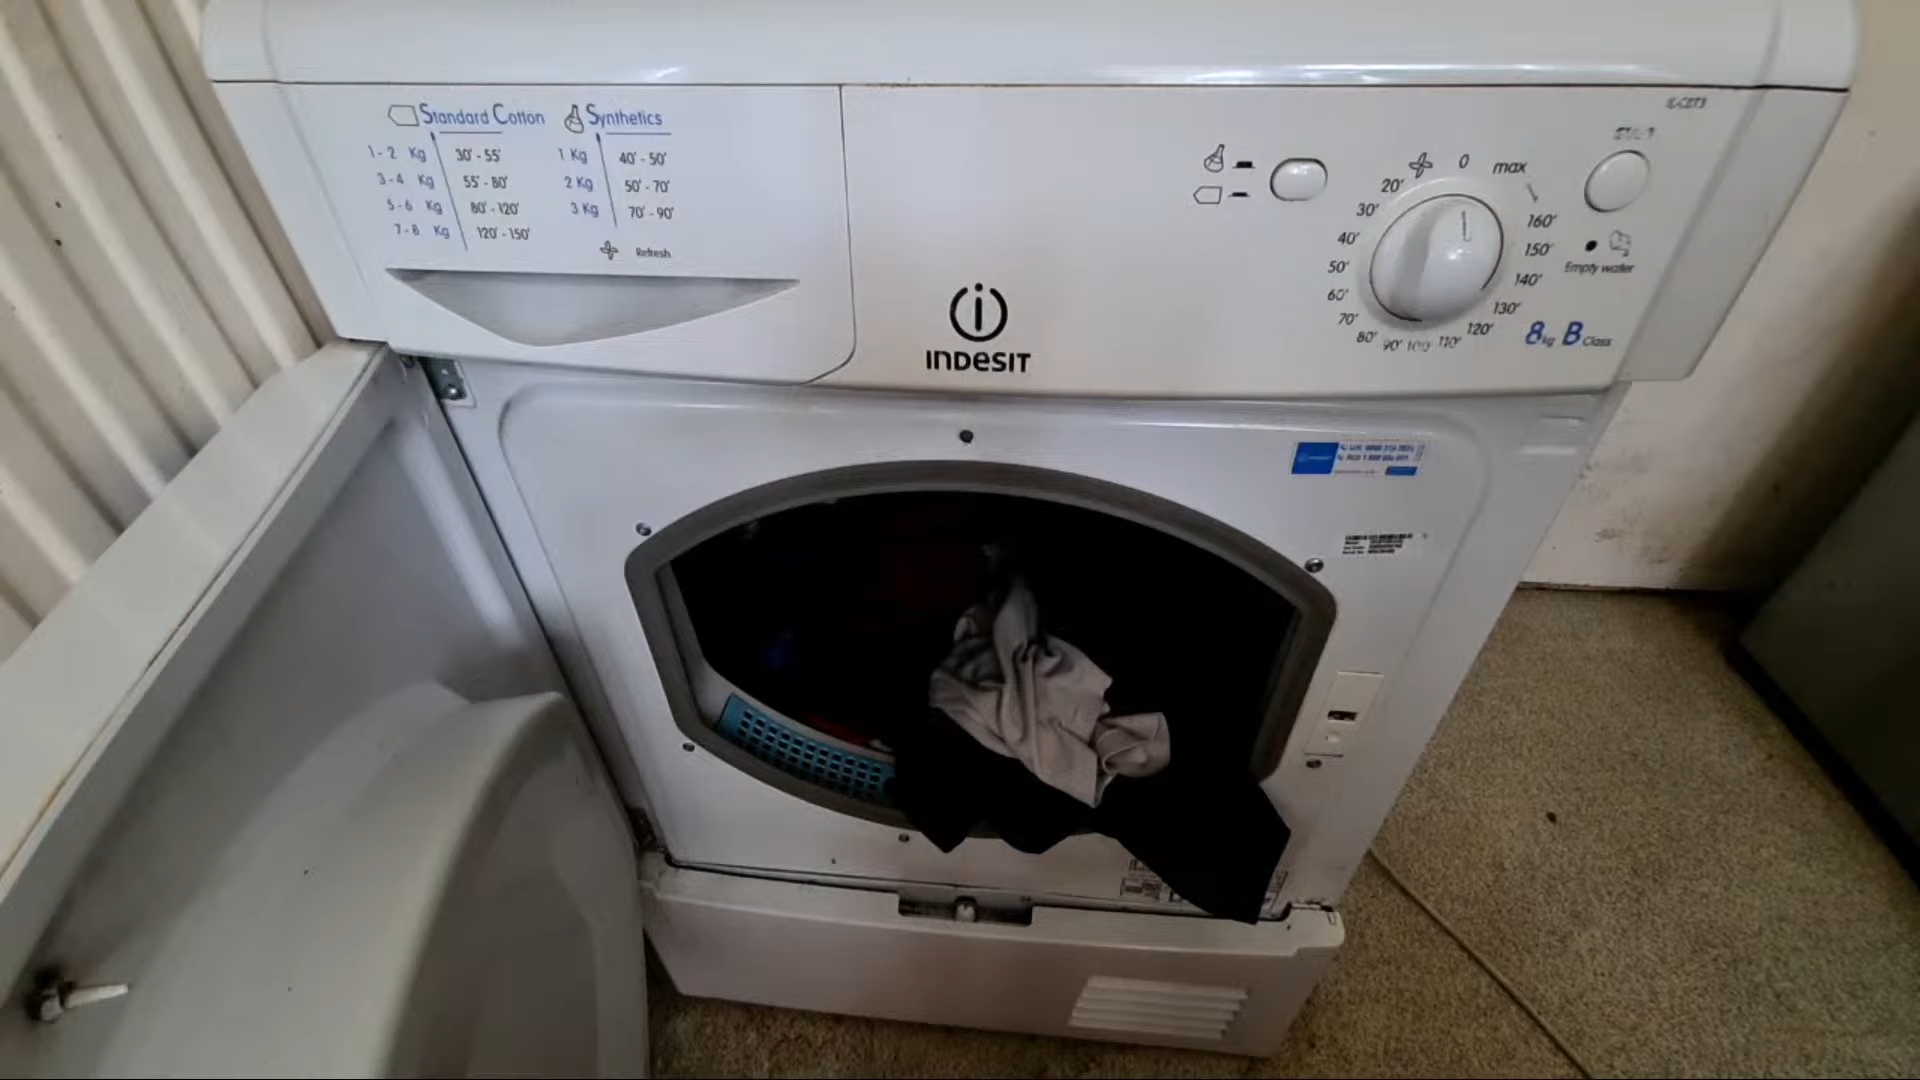 Standard Cotton
1 - 2 Kg 30' - 55'
3 - 4 Kg 55' - 80'
5 - 6 Kg 80' - 120'
7 - 8 Kg 120' - 150'
Synthetics
1 Kg 40' - 50'
2 Kg 50' - 70'
3 Kg 70' - 90'
Refresh
INDESIT
0
max
160'
150'
140'
130'
120'
110'
100'
90'
80'
70'
60'
50'
40'
30'
20'
Empty water
8kg B Class